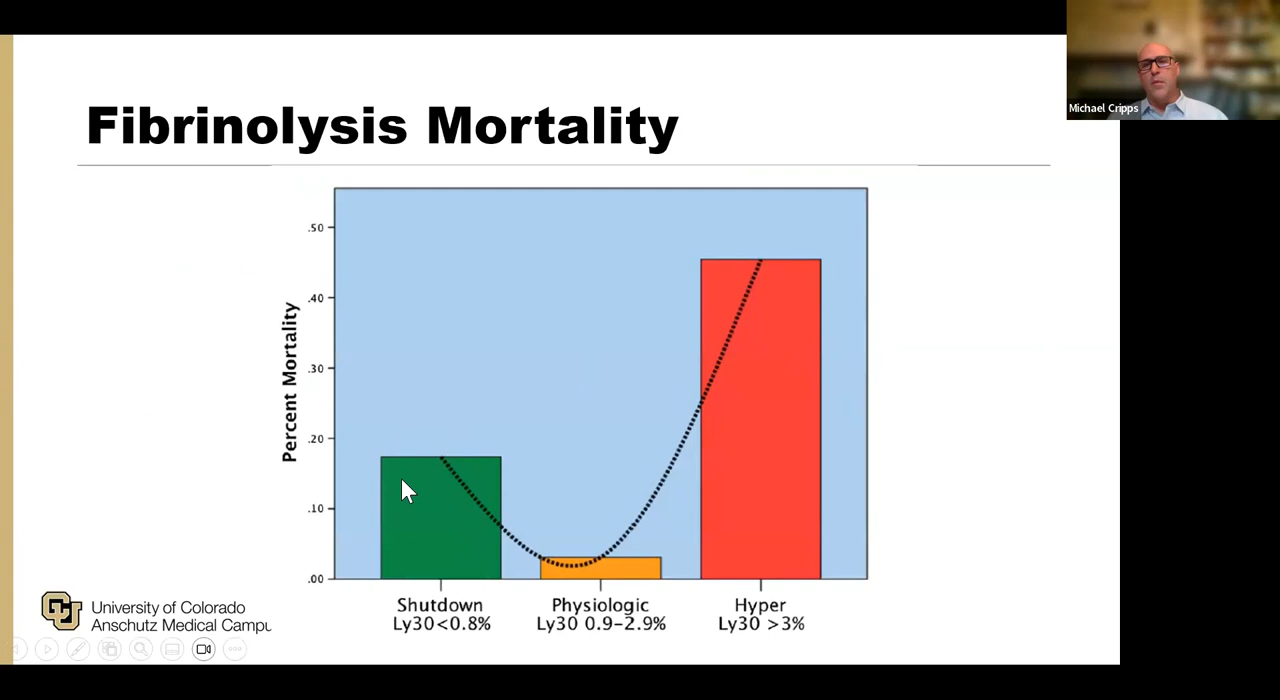 Michael Cripps
Fibrinolysis Mortality
Percent Mortality
.50
.40
.30
.20
.10
.00
Shutdown
Ly30<0.8%
Physiologic
Ly30 0.9-2.9%
Hyper
Ly30 >3%
University of Colorado
Anschutz Medical Campu